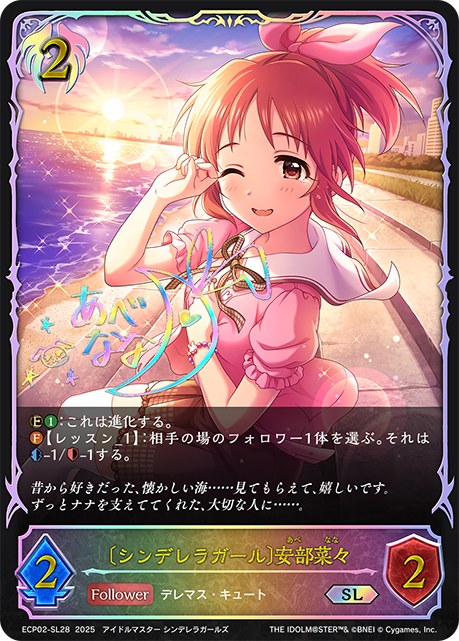 2
あべ
なな
E1：これは進化する。
F【レッスン_1】：相手の場のフォロワー1体を選ぶ。それは
-1/-1する。
昔から好きだった、懐かしい海……見てもらえて、嬉しいです。
ずっとナナを支えててくれた、大切な人に……。
あべ なな
〔シンデレラガール〕安部菜々
2
Follower デレマス・キュート
SL
2
ECP02-SL28 2025 アイドルマスター シンデレラガールズ
THE IDOLM@STER™& ©BNEI © Cygames, Inc.